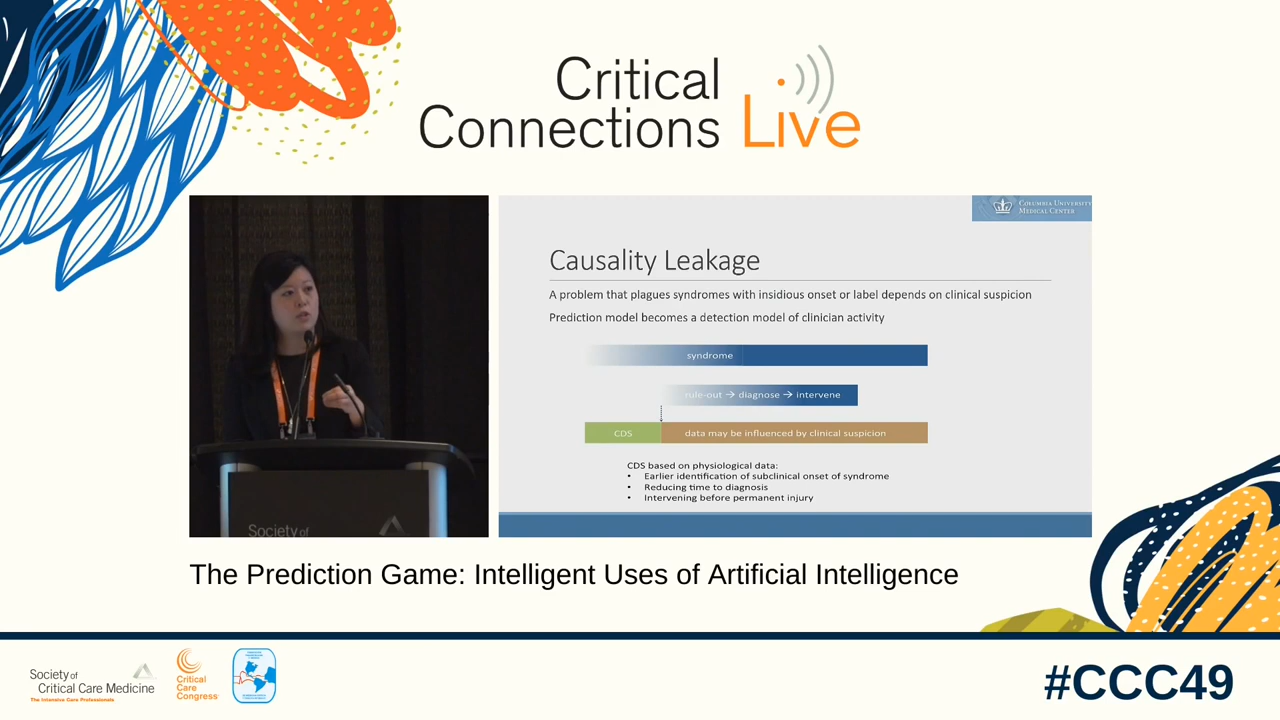 Critical
Connections Live
COLUMBIA UNIVERSITY
MEDICAL CENTER
Causality Leakage
A problem that plagues syndromes with insidious onset or label depends on clinical suspicion
Prediction model becomes a detection model of clinician activity
syndrome
rule-out → diagnose → intervene
CDS
data may be influenced by clinical suspicion
CDS based on physiological data:
• Earlier identification of subclinical onset of syndrome
• Reducing time to diagnosis
• Intervening before permanent injury
Society of
The Prediction Game: Intelligent Uses of Artificial Intelligence
Society of
Critical Care Medicine
The Intensive Care Professionals
Critical
Care
Congress
#CCC49